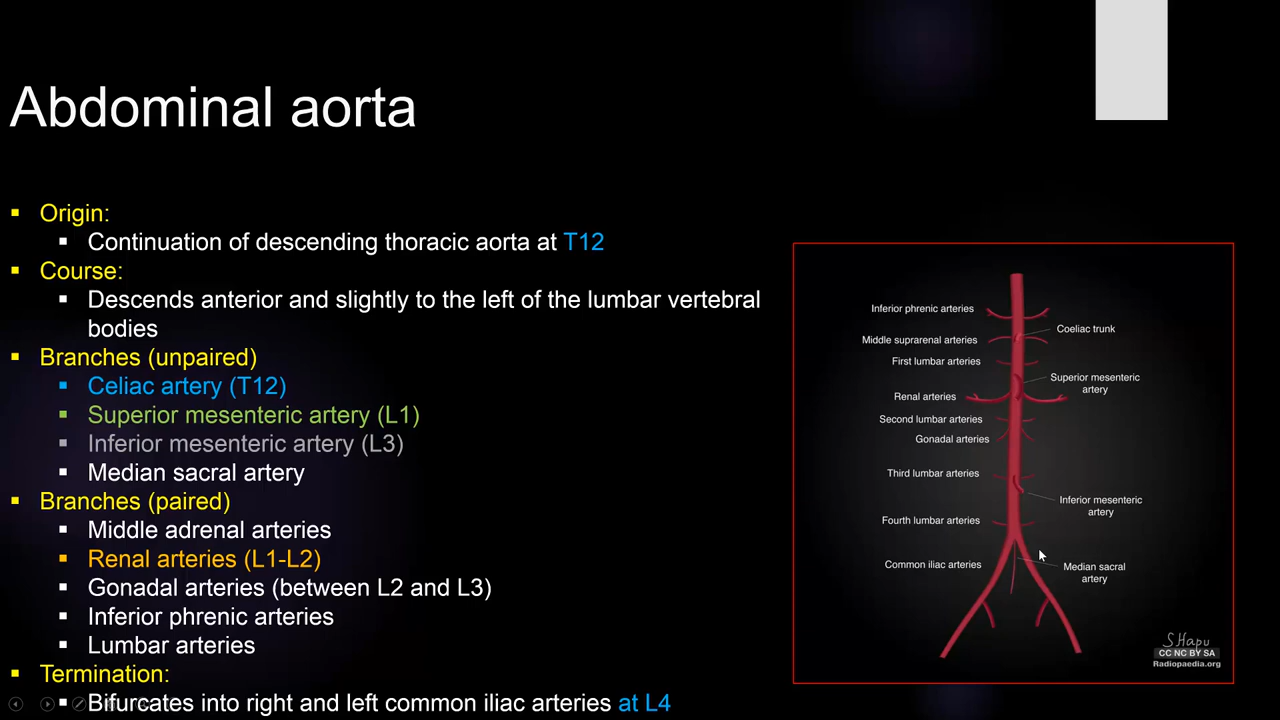 Abdominal aorta
Origin:
Continuation of descending thoracic aorta at T12
Course:
Descends anterior and slightly to the left of the lumbar vertebral
bodies
Branches (unpaired)
Celiac artery (T12)
Superior mesenteric artery (L1)
Inferior mesenteric artery (L3)
Median sacral artery
Branches (paired)
Middle adrenal arteries
Renal arteries (L1-L2)
Gonadal arteries (between L2 and L3)
Inferior phrenic arteries
Lumbar arteries
Termination:
Bifurcates into right and left common iliac arteries at L4
Inferior phrenic arteries
Coeliac trunk
Middle suprarenal arteries
First lumbar arteries
Superior mesenteric
artery
Renal arteries
Second lumbar arteries
Gonadal arteries
Third lumbar arteries
Inferior mesenteric
artery
Fourth lumbar arteries
Common iliac arteries
Median sacral
artery
S.Hapu
CC NC BY SA
Radiopaedia.org